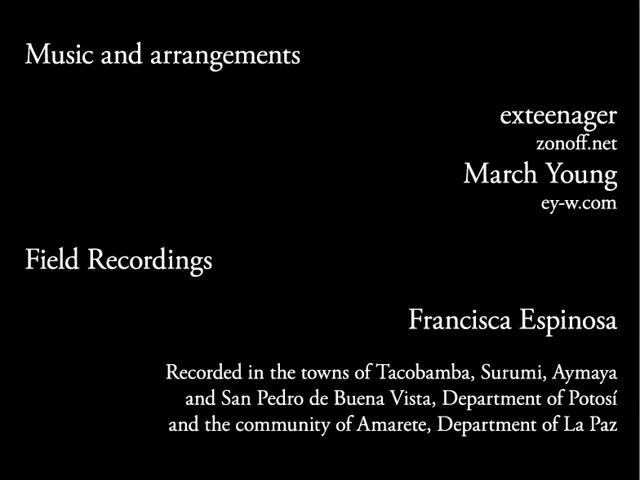 Music and arrangements
exteenager
zonoff.net
March Young
ey-w.com
Field Recordings
Francisca Espinosa
Recorded in the towns of Tacobamba, Surumi, Aymaya
and San Pedro de Buena Vista, Department of Potosí
and the community of Amarete, Department of La Paz